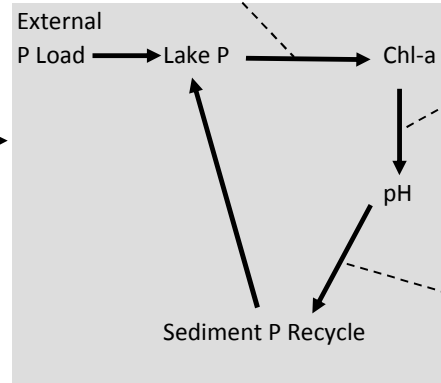 External
P Load
Lake P
Chl-a
pH
Sediment P Recycle